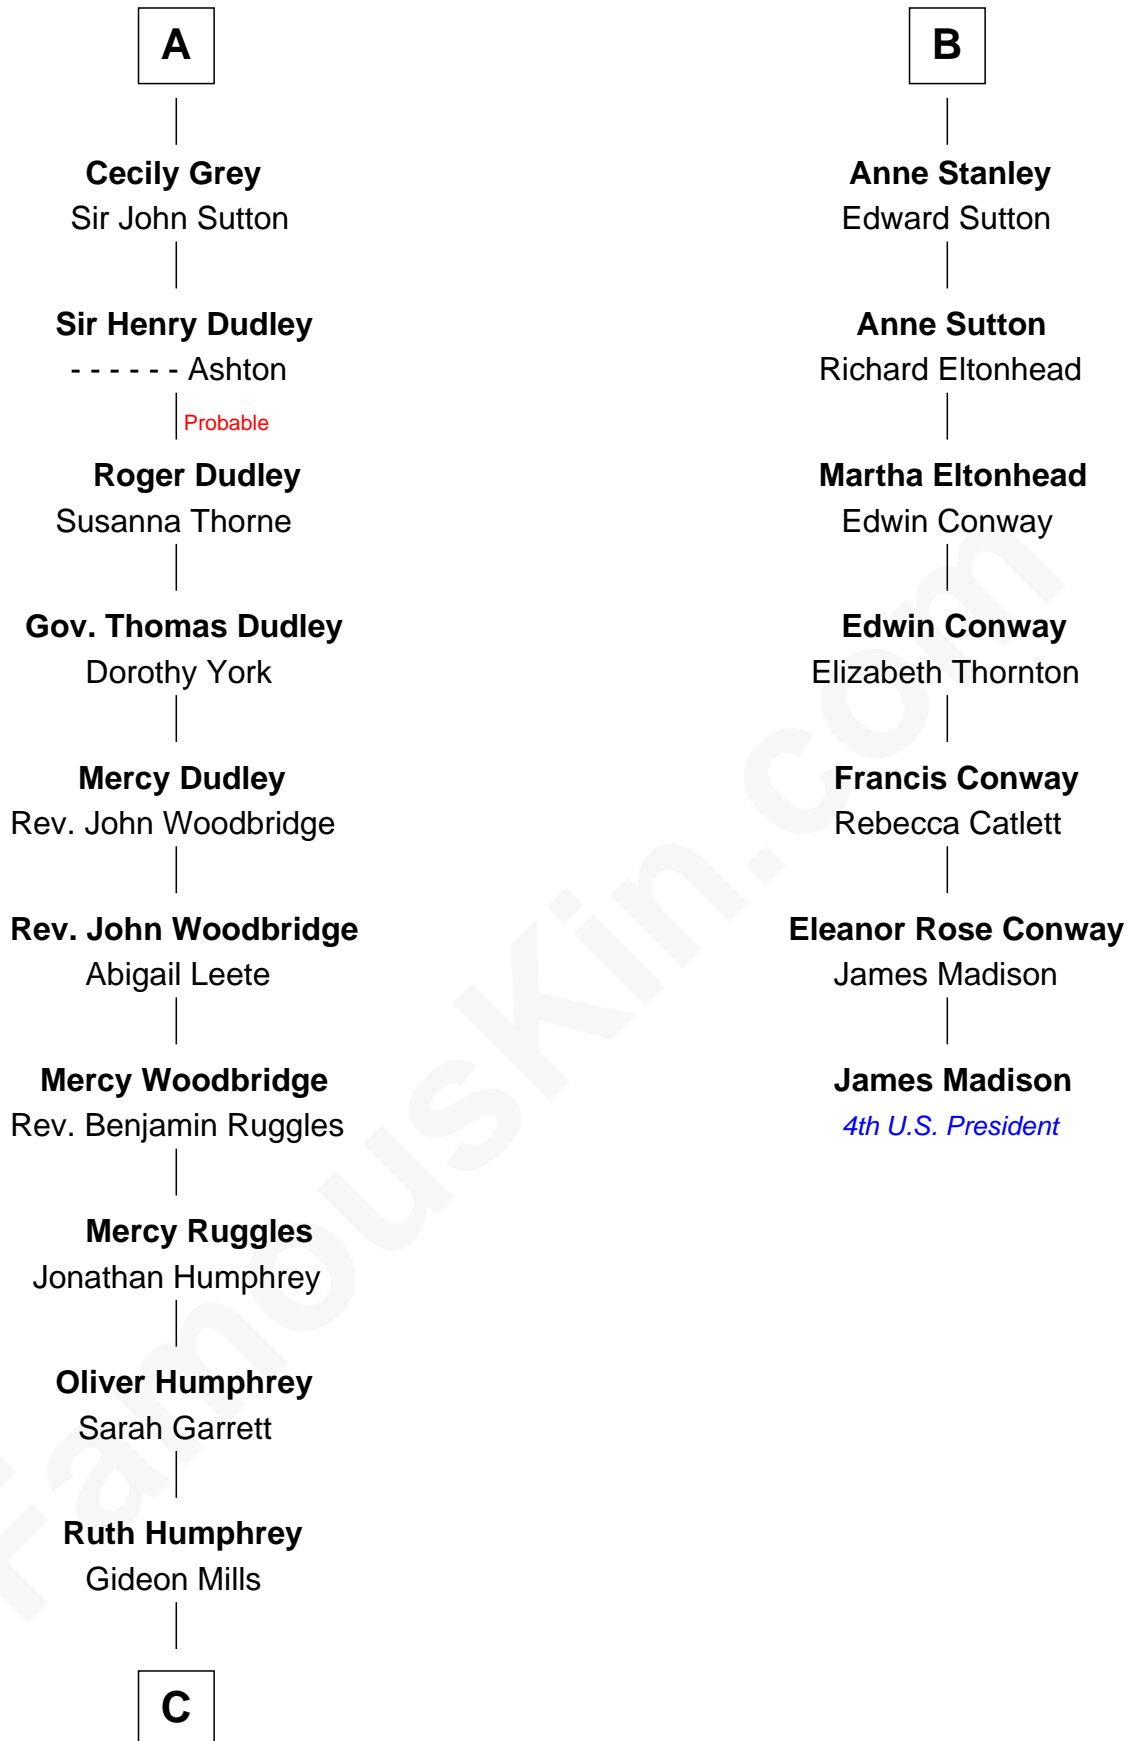 A
Cecily Grey
Sir John Sutton
Sir Henry Dudley
- - - - - - Ashton
Probable
Roger Dudley
Susanna Thorne
Gov. Thomas Dudley
Dorothy York
Mercy Dudley
Rev. John Woodbridge
Rev. John Woodbridge
Abigail Leete
Mercy Woodbridge
Rev. Benjamin Ruggles
Mercy Ruggles
Jonathan Humphrey
Oliver Humphrey
Sarah Garrett
Ruth Humphrey
Gideon Mills
C
B
Anne Stanley
Edward Sutton
Anne Sutton
Richard Eltonhead
Martha Eltonhead
Edwin Conway
Edwin Conway
Elizabeth Thornton
Francis Conway
Rebecca Catlett
Eleanor Rose Conway
James Madison
James Madison
4th U.S. President
FamousKin.com